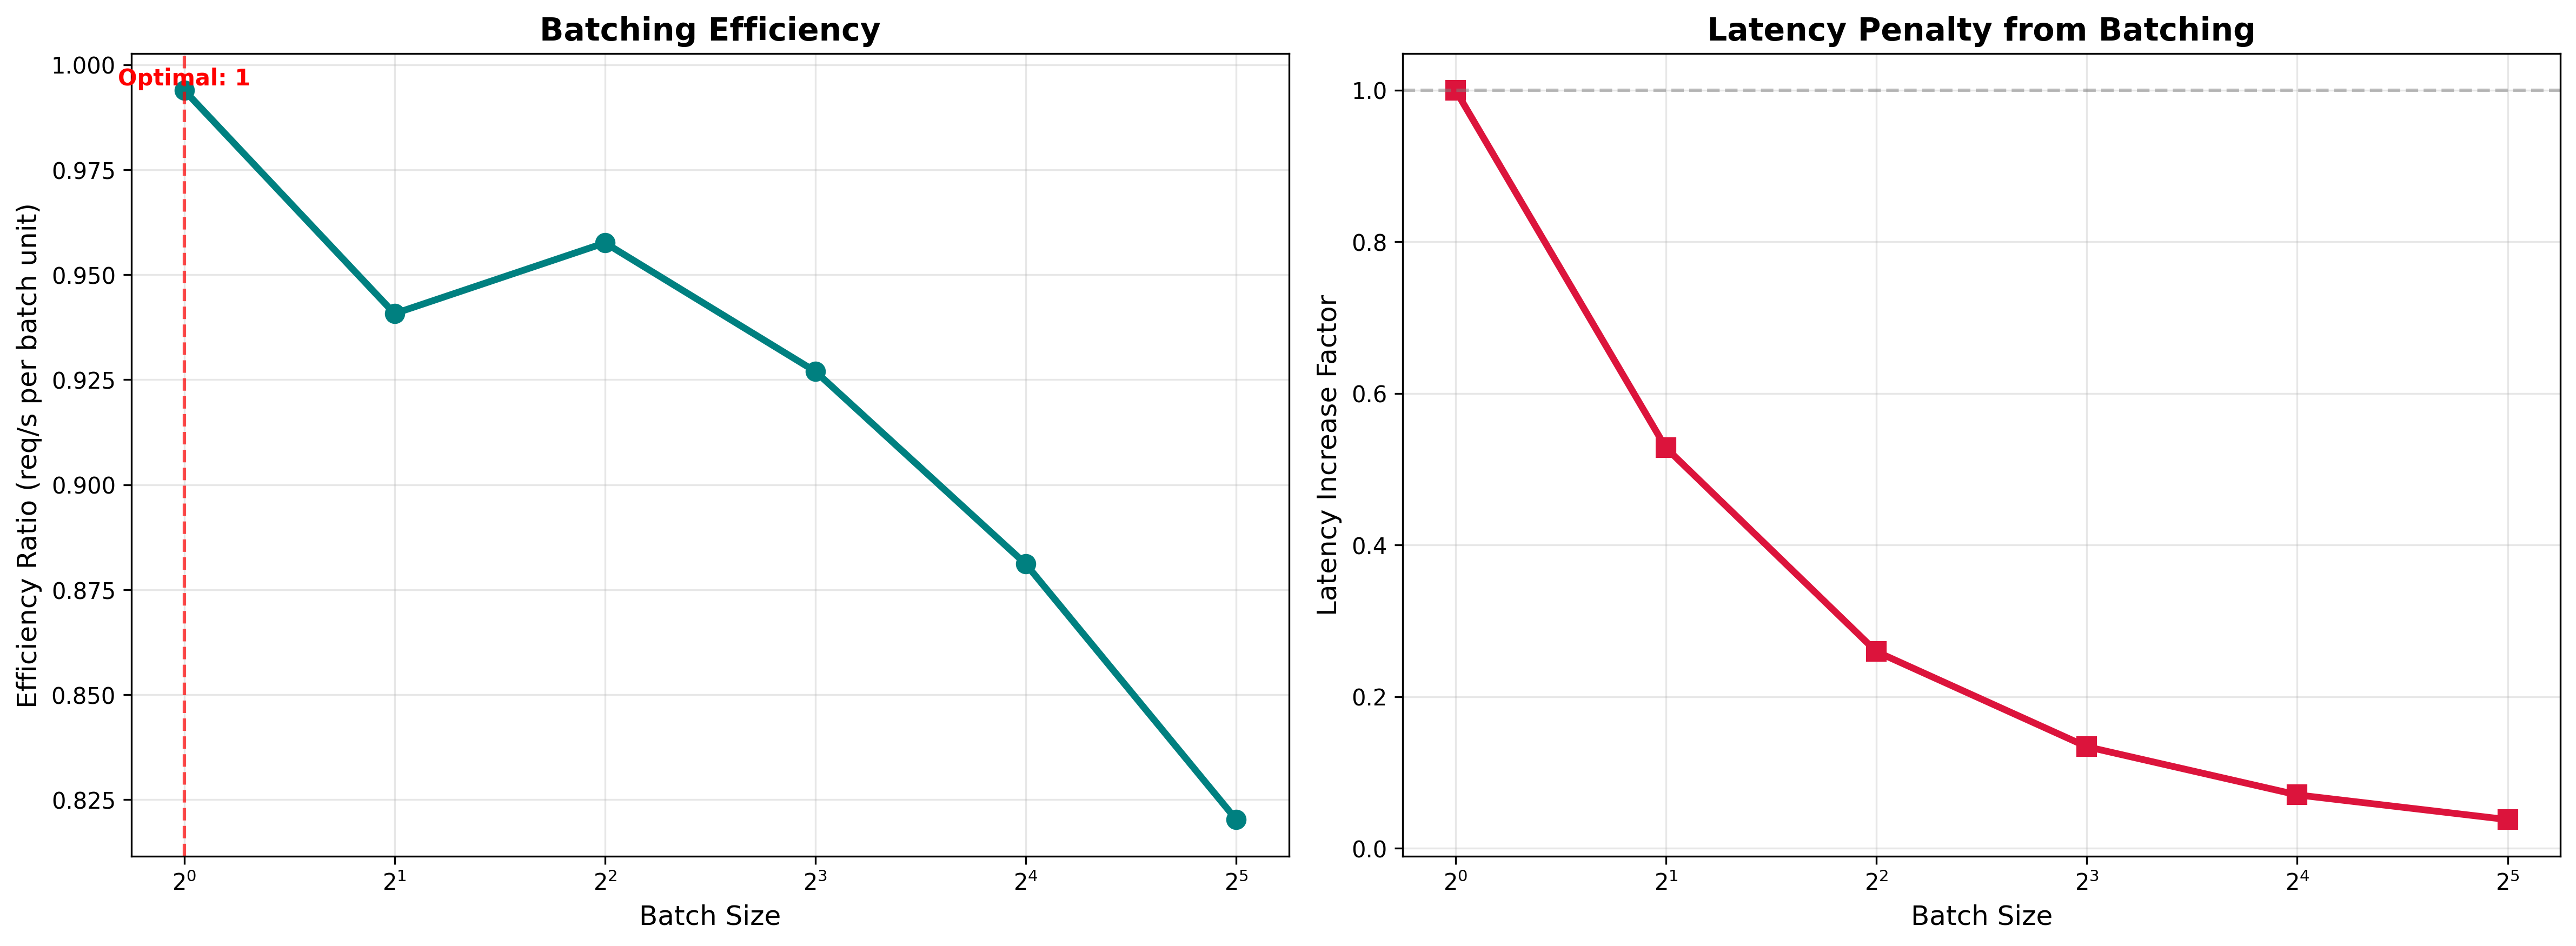 Batching Efficiency
Optimal: 1
1.000
0.975
0.950
0.925
0.900
0.875
0.850
0.825
Efficiency Ratio (req/s per batch unit)
2⁰ 2¹ 2² 2³ 2⁴ 2⁵
Batch Size
Latency Penalty from Batching
1.0
0.8
0.6
0.4
0.2
0.0
Latency Increase Factor
2⁰ 2¹ 2² 2³ 2⁴ 2⁵
Batch Size